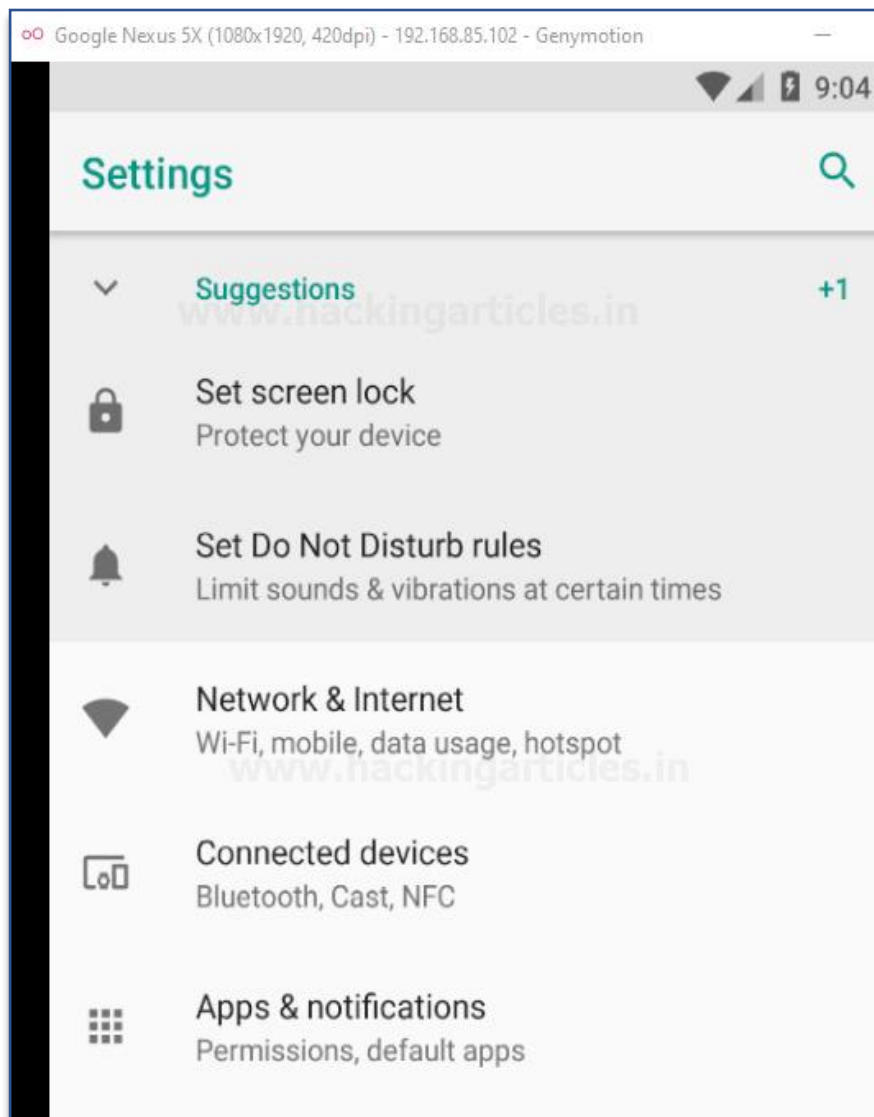 Google Nexus 5X (1080x1920, 420dpi) - 192.168.85.102 - Genymotion
9:04
Settings
Suggestions +1
www.hackingarticles.in
Set screen lock
Protect your device
Set Do Not Disturb rules
Limit sounds & vibrations at certain times
Network & Internet
Wi-Fi, mobile, data usage, hotspot
www.hackingarticles.in
Connected devices
Bluetooth, Cast, NFC
Apps & notifications
Permissions, default apps